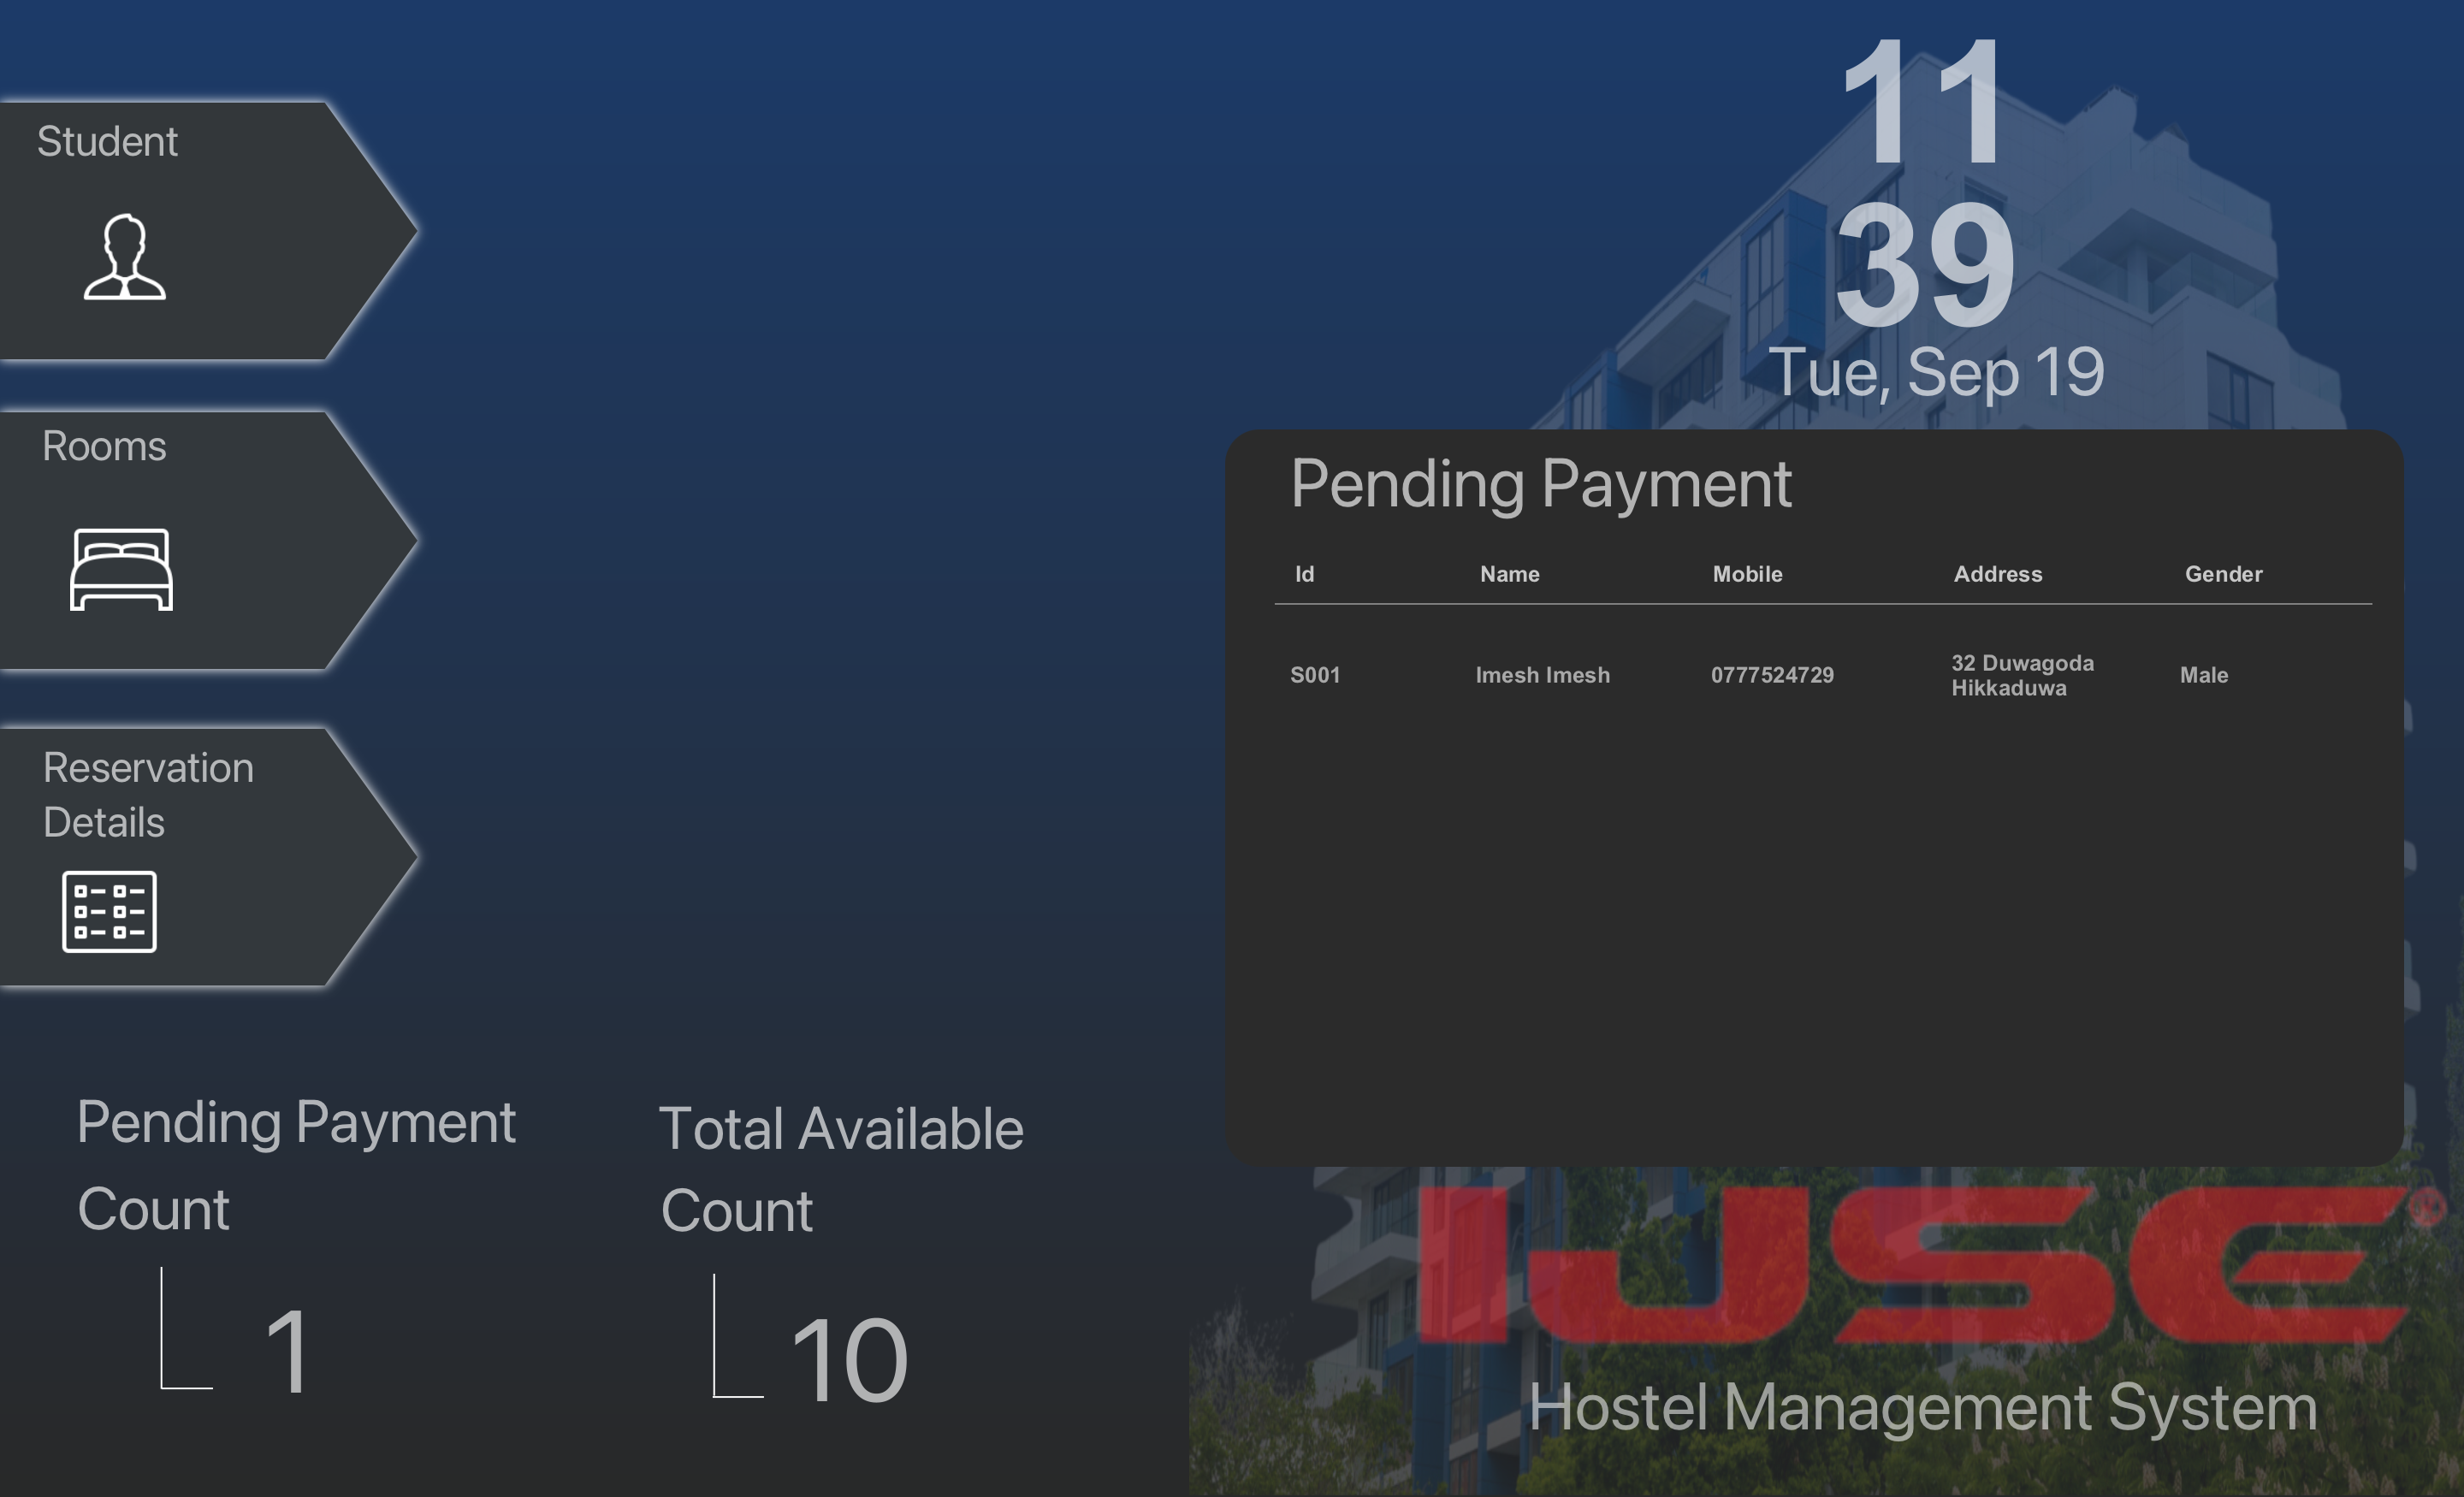 Student
Rooms
Reservation
Details
Pending Payment
Count
1
Total Available
Count
10
11
39
Tue, Sep 19
Pending Payment
Id Name Mobile Address Gender
S001 Imesh Imesh 0777524729 32 Duwagoda Male
Hikkaduwa
IJSE®
Hostel Management System